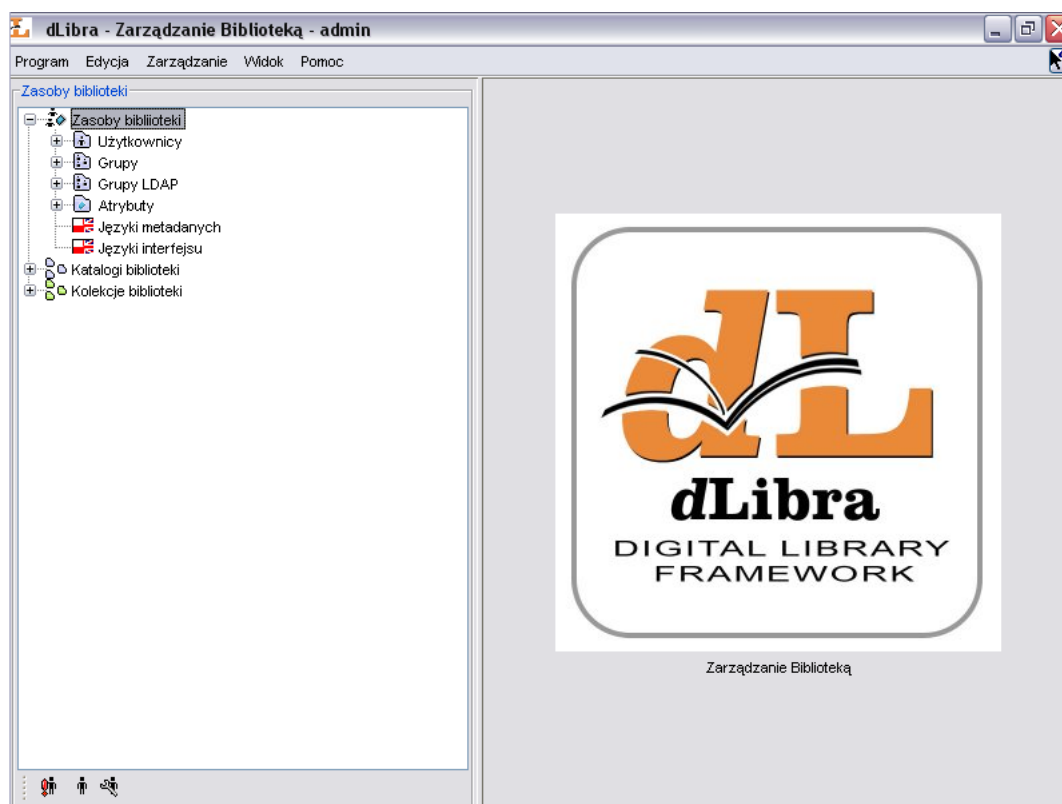 dLibra - Zarządzanie Biblioteką - admin
Program Edycja Zarządzanie Widok Pomoc
Zasoby biblioteki
Zasoby bibliioteki
Użytkownicy
Grupy
Grupy LDAP
Atrybuty
Języki metadanych
Języki interfejsu
Katalogi biblioteki
Kolekcje biblioteki
dL
dLibra
DIGITAL LIBRARY
FRAMEWORK
Zarządzanie Biblioteką